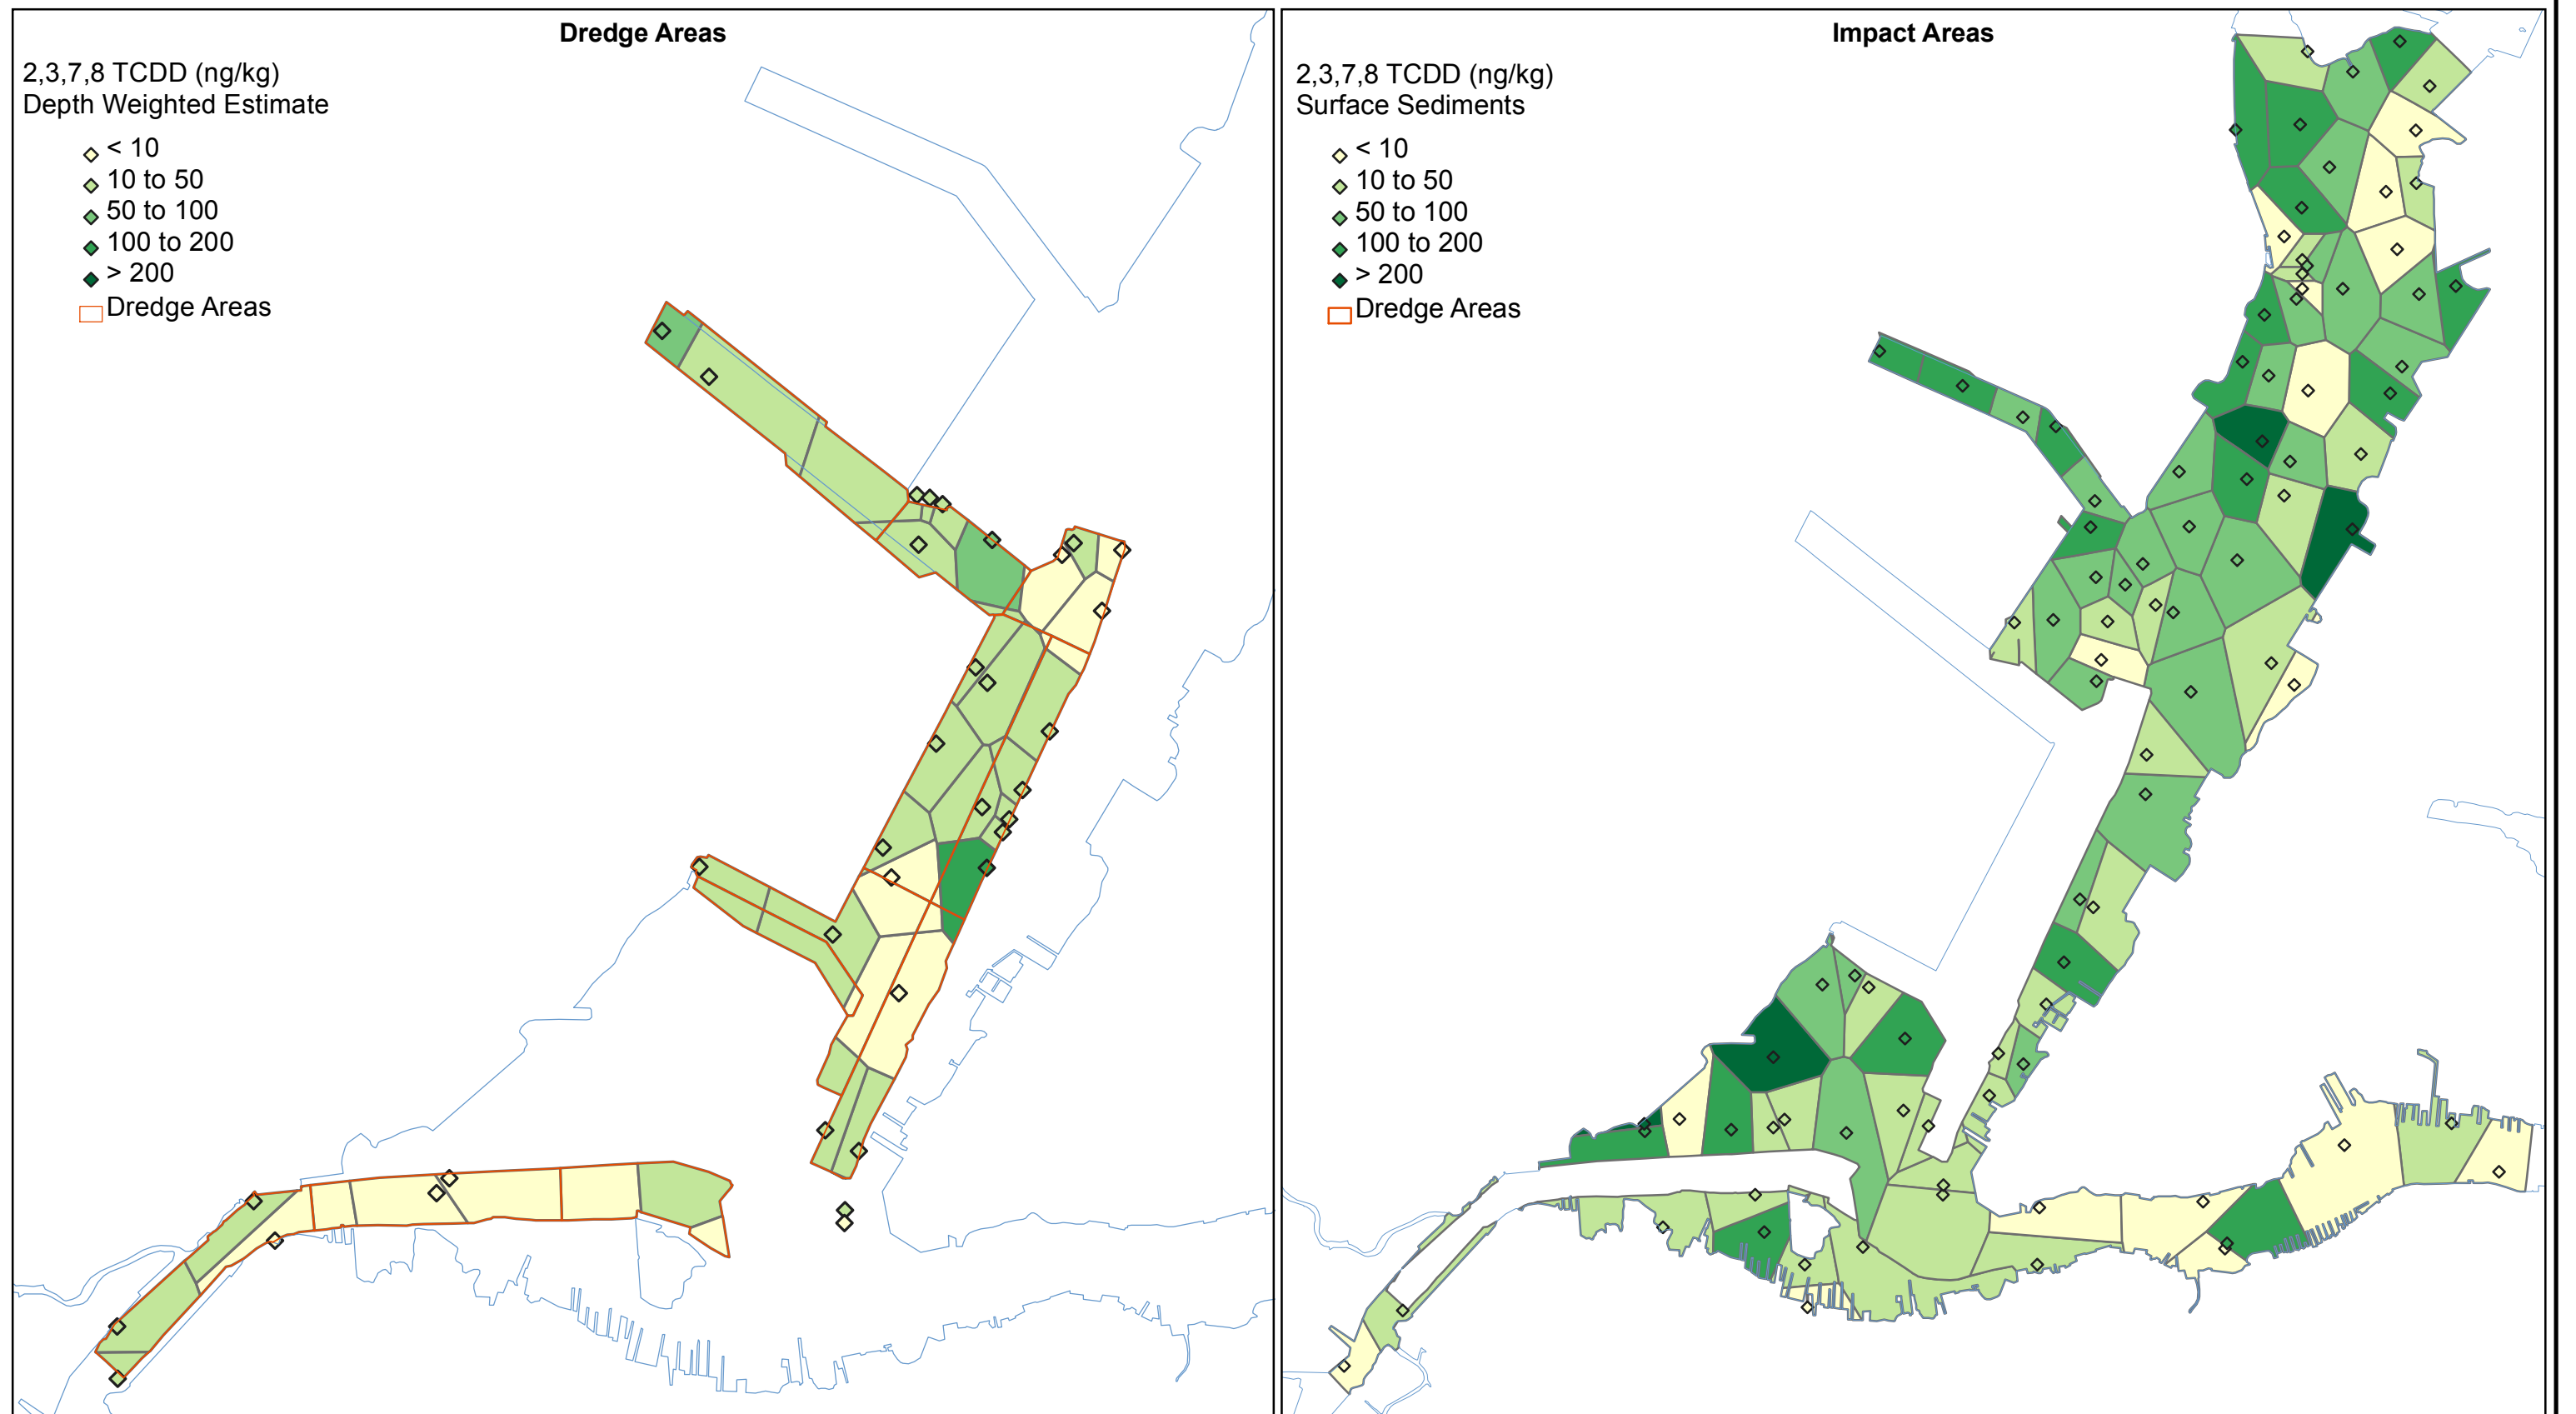 Dredge Areas
2,3,7,8 TCDD (ng/kg)
Depth Weighted Estimate
< 10
10 to 50
50 to 100
100 to 200
> 200
Dredge Areas
Impact Areas
2,3,7,8 TCDD (ng/kg)
Surface Sediments
< 10
10 to 50
50 to 100
100 to 200
> 200
Dredge Areas